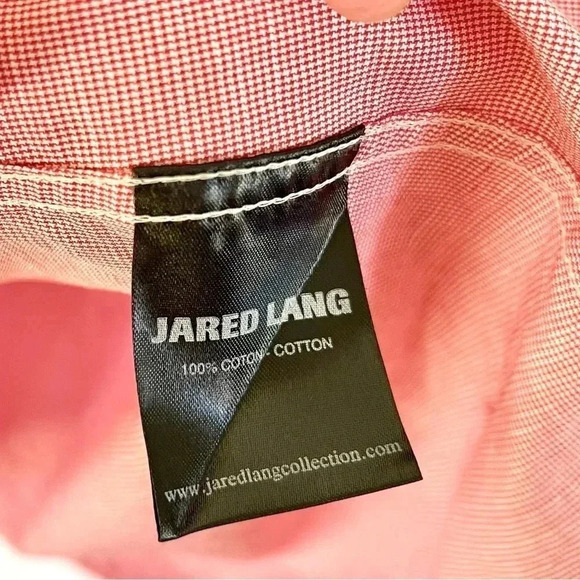 JARED LANG
100% COTON - COTTON
www.jaredlangcollection.com